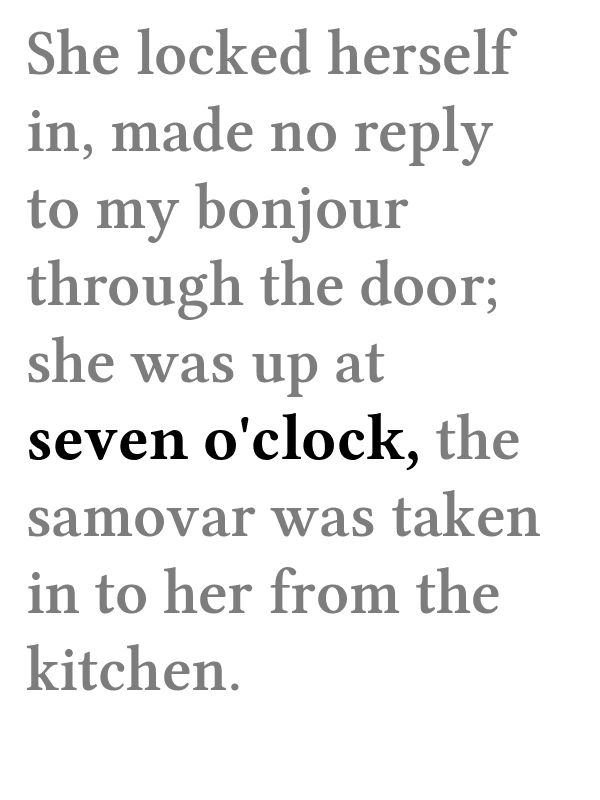 She locked herself
in, made no reply
to my bonjour
through the door;
she was up at
seven o'clock, the
samovar was taken
in to her from the
kitchen.